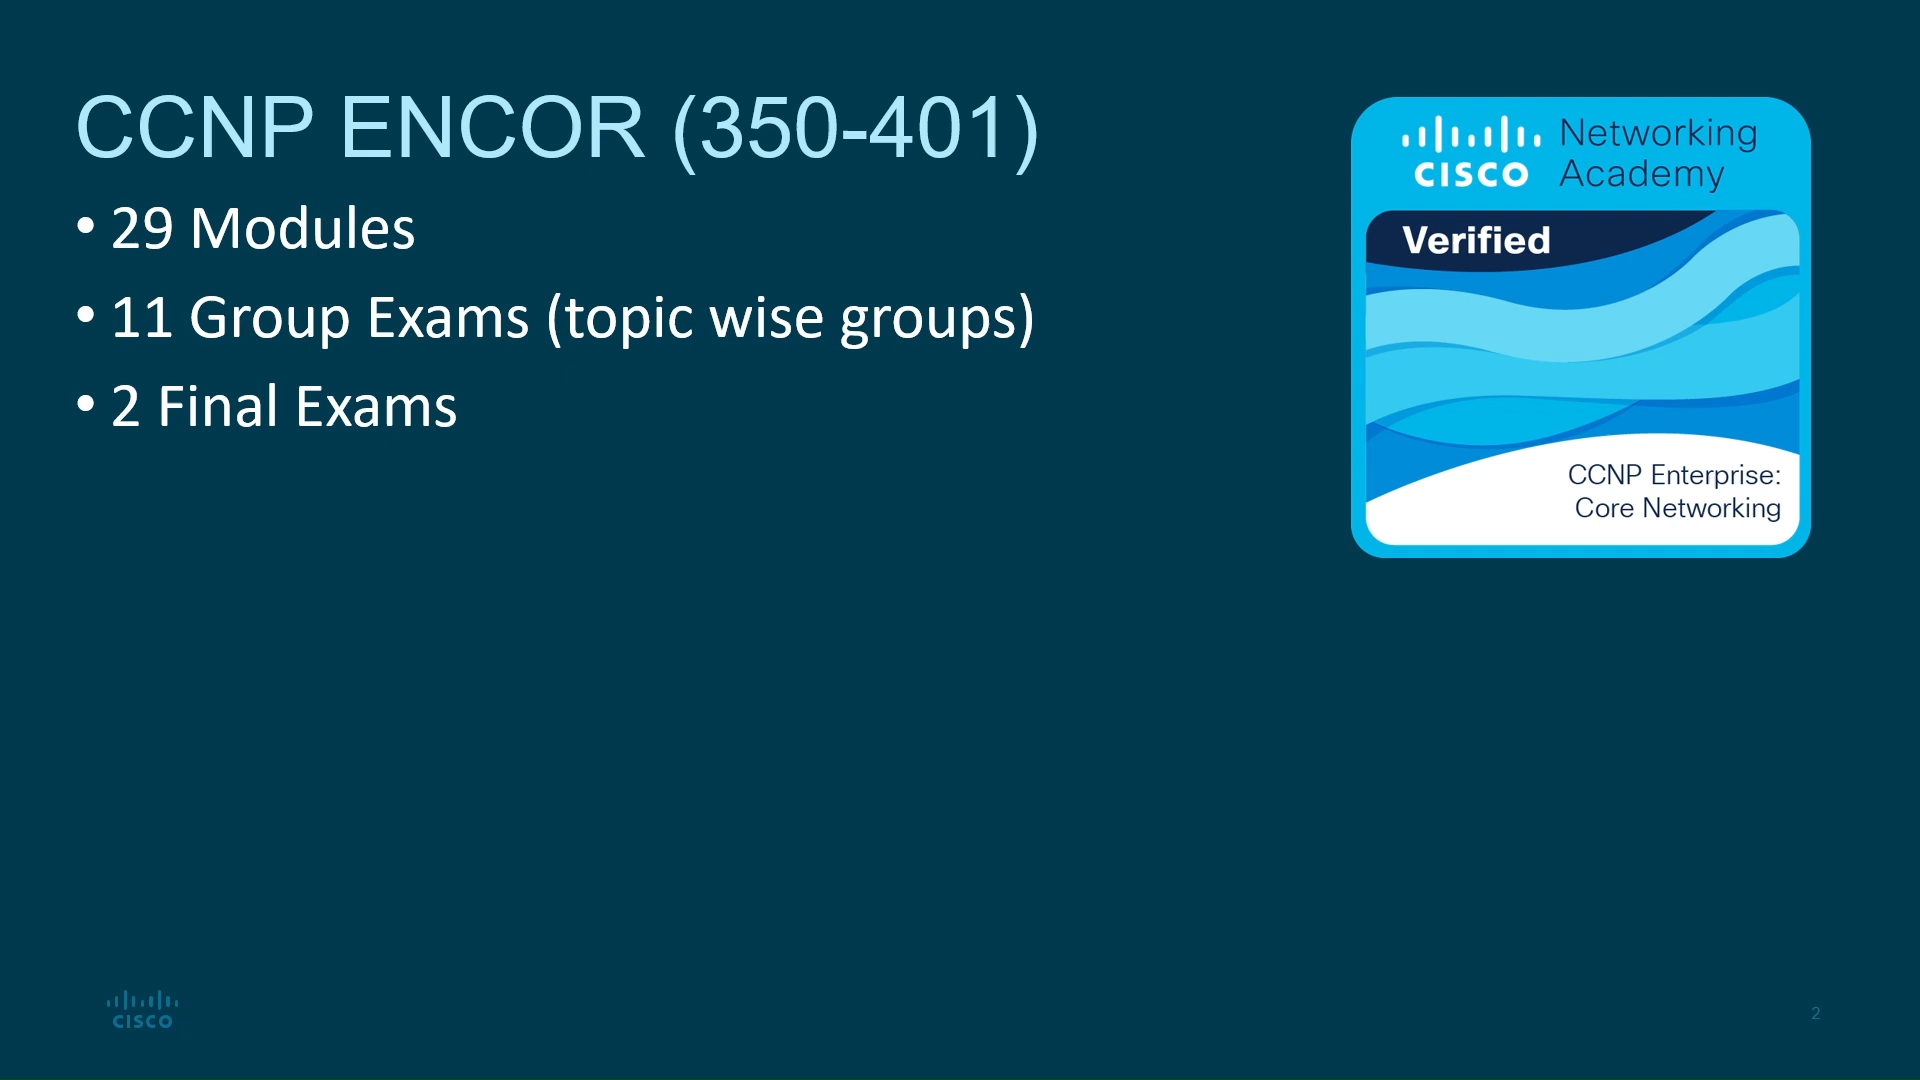 CCNP ENCOR (350-401)
• 29 Modules
• 11 Group Exams (topic wise groups)
• 2 Final Exams
CISCO
Networking
Academy
Verified
CCNP Enterprise:
Core Networking
CISCO
2